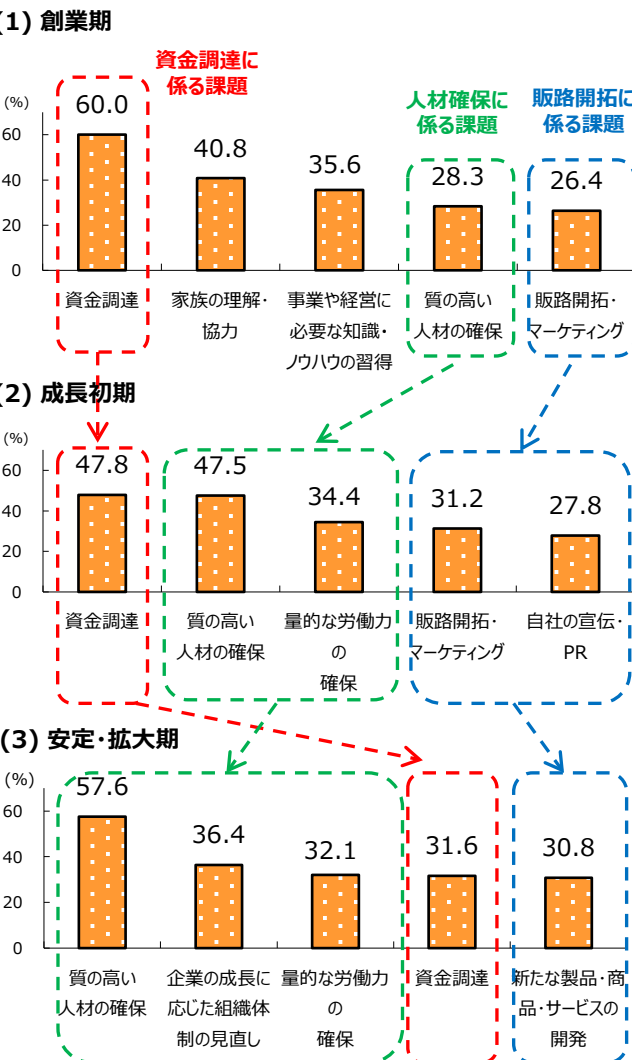 (1) 創業期
資金調達に
係る課題
人材確保に
係る課題
販路開拓に
係る課題
(%)
60
40
20
0
60.0
40.8
35.6
28.3
26.4
資金調達
家族の理解・
協力
事業や経営に
必要な知識・
ノウハウの習得
質の高い
人材の確保
販路開拓・
マーケティング
(2) 成長初期
(%)
60
40
20
0
47.8
47.5
34.4
31.2
27.8
資金調達
質の高い
人材の確保
量的な労働力
の
確保
販路開拓・
マーケティング
自社の宣伝・
PR
(3) 安定・拡大期
(%)
60
40
20
0
57.6
36.4
32.1
31.6
30.8
質の高い
人材の確保
企業の成長に
応じた組織体
制の見直し
量的な労働力
の
確保
資金調達
新たな製品・商
品・サービスの
開発